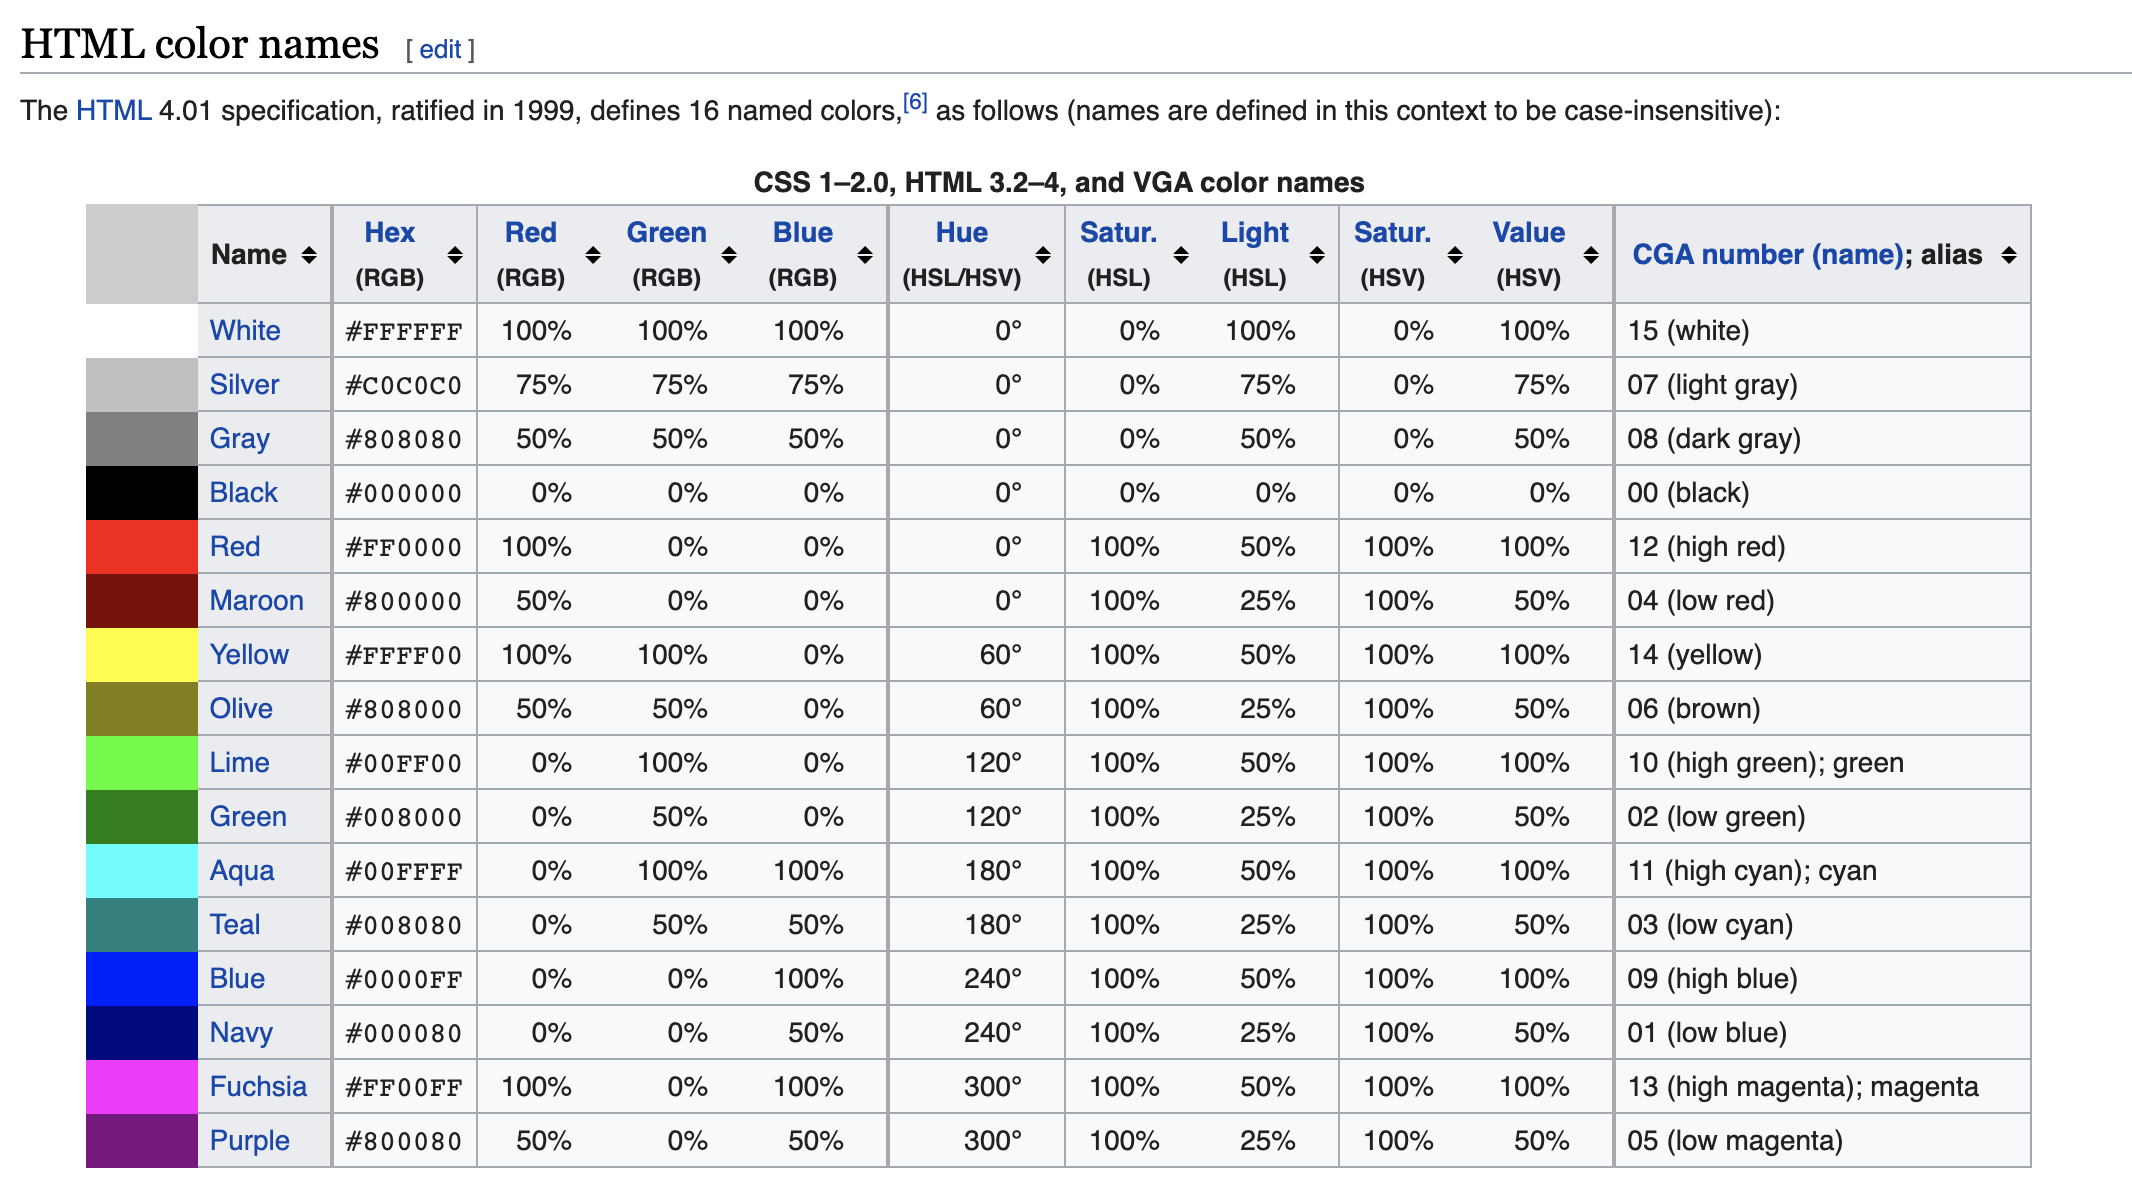 HTML color names [ edit ]
The HTML 4.01 specification, ratified in 1999, defines 16 named colors,[6] as follows (names are defined in this context to be case-insensitive):
CSS 1–2.0, HTML 3.2–4, and VGA color names
Name Hex (RGB) Red (RGB) Green (RGB) Blue (RGB) Hue (HSL/HSV) Satur. (HSL) Light (HSL) Satur. (HSV) Value (HSV) CGA number (name); alias
White #FFFFFF 100% 100% 100% 0° 0% 100% 0% 100% 15 (white)
Silver #C0C0C0 75% 75% 75% 0° 0% 75% 0% 75% 07 (light gray)
Gray #808080 50% 50% 50% 0° 0% 50% 0% 50% 08 (dark gray)
Black #000000 0% 0% 0% 0° 0% 0% 0% 0% 00 (black)
Red #FF0000 100% 0% 0% 0° 100% 50% 100% 100% 12 (high red)
Maroon #800000 50% 0% 0% 0° 100% 25% 100% 50% 04 (low red)
Yellow #FFFF00 100% 100% 0% 60° 100% 50% 100% 100% 14 (yellow)
Olive #808000 50% 50% 0% 60° 100% 25% 100% 50% 06 (brown)
Lime #00FF00 0% 100% 0% 120° 100% 50% 100% 100% 10 (high green); green
Green #008000 0% 50% 0% 120° 100% 25% 100% 50% 02 (low green)
Aqua #00FFFF 0% 100% 100% 180° 100% 50% 100% 100% 11 (high cyan); cyan
Teal #008080 0% 50% 50% 180° 100% 25% 100% 50% 03 (low cyan)
Blue #0000FF 0% 0% 100% 240° 100% 50% 100% 100% 09 (high blue)
Navy #000080 0% 0% 50% 240° 100% 25% 100% 50% 01 (low blue)
Fuchsia #FF00FF 100% 0% 100% 300° 100% 50% 100% 100% 13 (high magenta); magenta
Purple #800080 50% 0% 50% 300° 100% 25% 100% 50% 05 (low magenta)